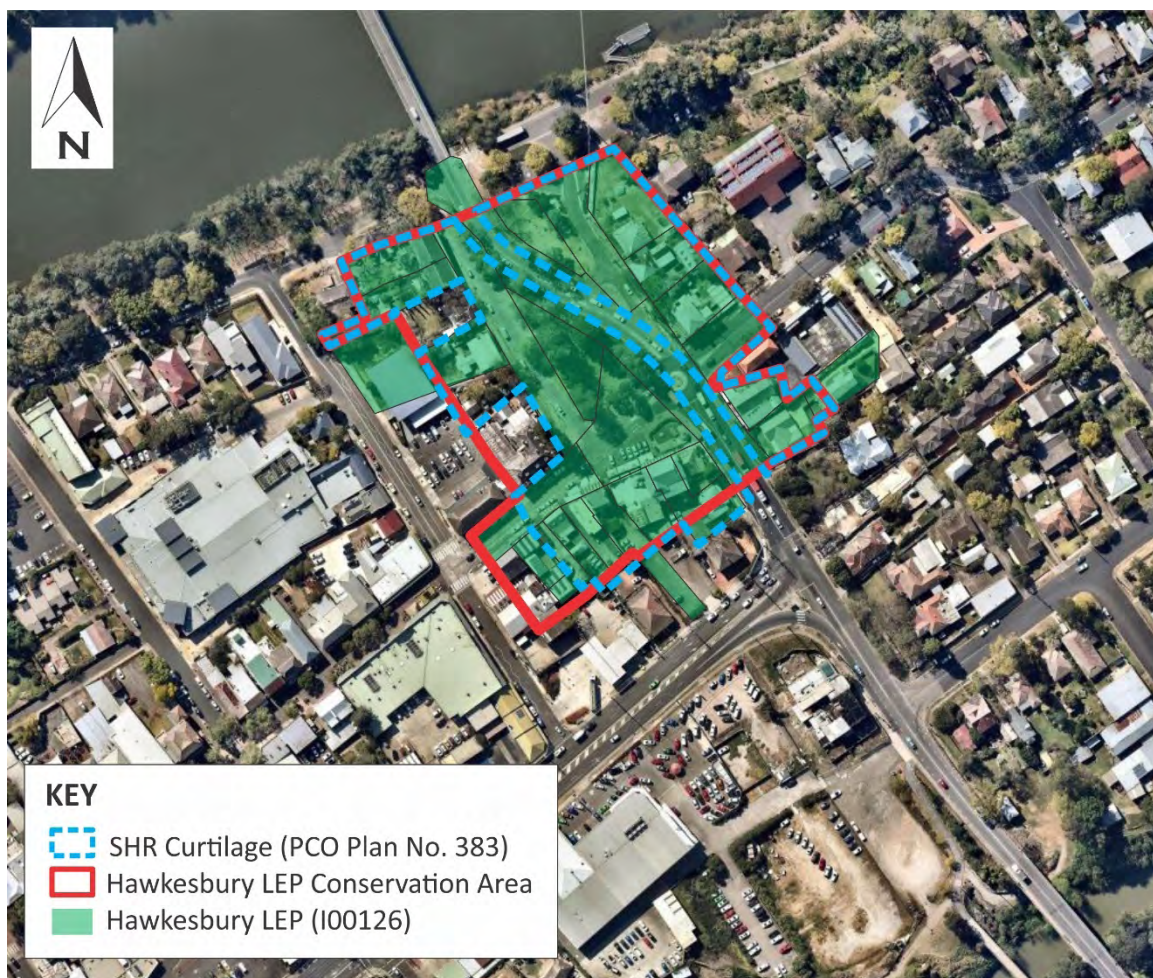 N
KEY
SHR Curtilage (PCO Plan No. 383)
Hawkesbury LEP Conservation Area
Hawkesbury LEP (I00126)